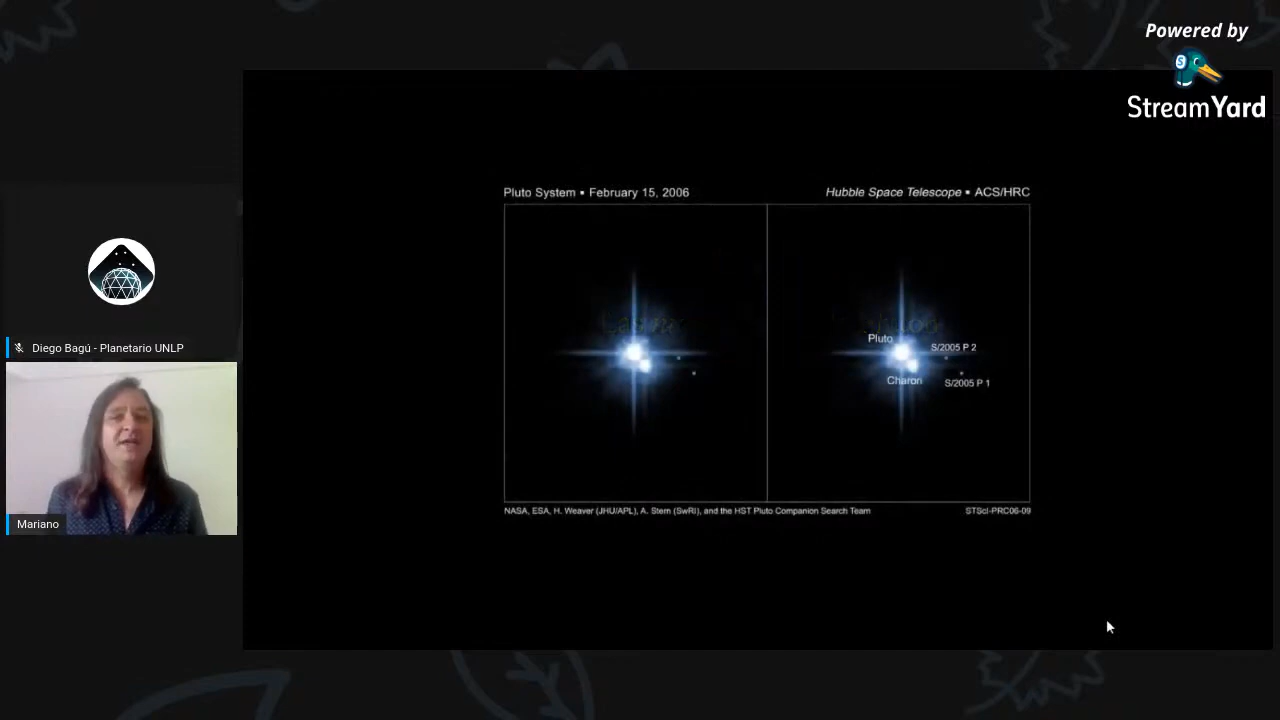 Powered by
StreamYard
Pluto System • February 15, 2006
Hubble Space Telescope • ACS/HRC
Pluto
S/2005 P 2
Charon
S/2005 P 1
NASA, ESA, H. Weaver (JHU/APL), A. Stern (SwRI), and the HST Pluto Companion Search Team
STScI-PRC06-09
Diego Bagú - Planetario UNLP
Mariano